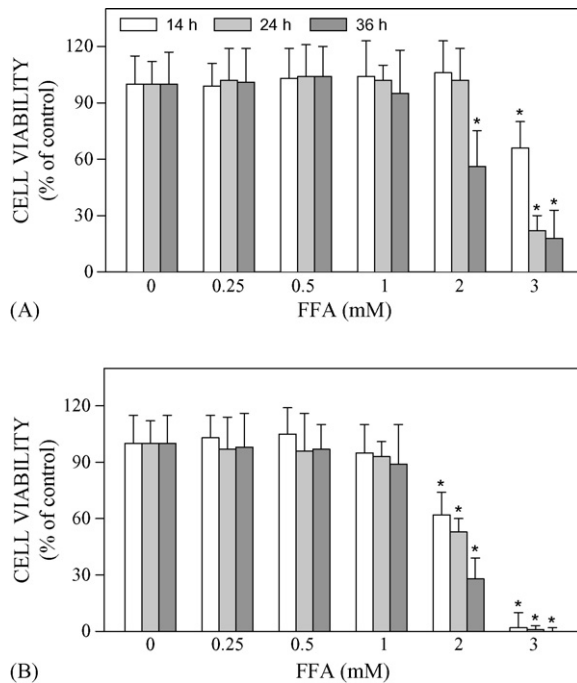 14 h 24 h 36 h
120
90
60
30
0
CELL VIABILITY
(% of control)
* * * *
0 0.25 0.5 1 2 3
(A) FFA (mM)
120
90
60
30
0
CELL VIABILITY
(% of control)
* * * * * *
0 0.25 0.5 1 2 3
(B) FFA (mM)